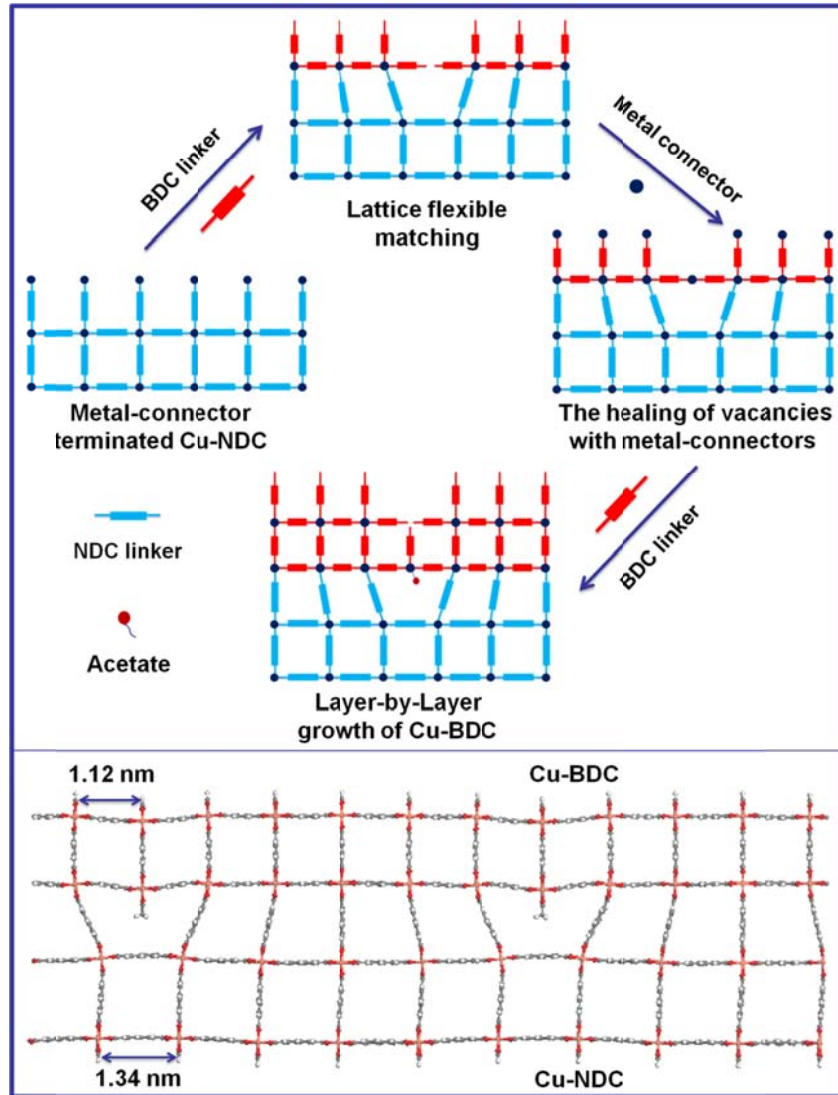 BDC linker
Metal connector
Lattice flexible
matching
Metal-connector
terminated Cu-NDC
The healing of vacancies
with metal-connectors
NDC linker
BDC linker
Acetate
Layer-by-Layer
growth of Cu-BDC
1.12 nm
Cu-BDC
1.34 nm
Cu-NDC